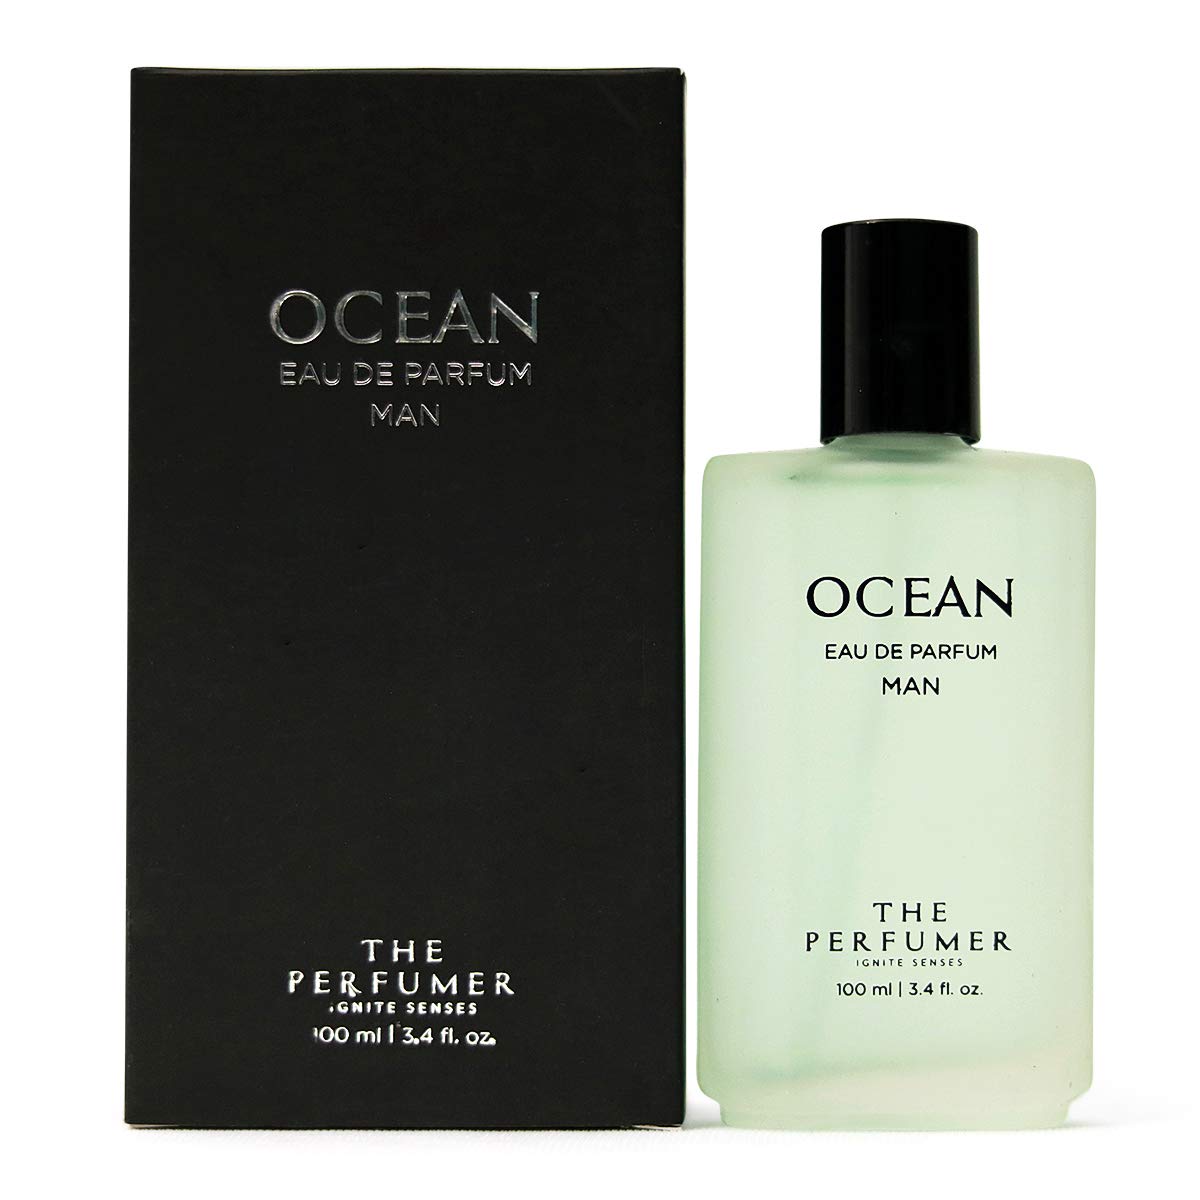 OCEAN
EAU DE PARFUM
MAN
THE
PERFUMER
IGNITE SENSES
100 ml | 3.4 fl. oz.
OCEAN
EAU DE PARFUM
MAN
THE
PERFUMER
IGNITE SENSES
100 ml | 3.4 fl. oz.